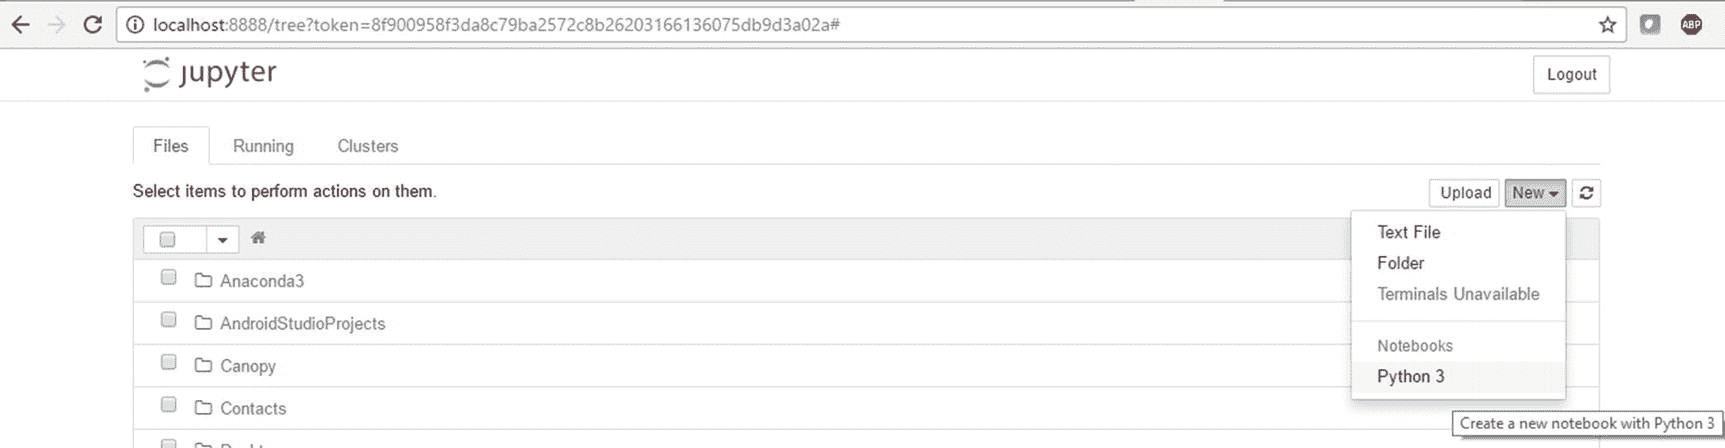 localhost:8888/tree?token=8f900958f3da8c79ba2572c8b26203166136075db9d3a02a#
ABP
jupyter
Logout
Files Running Clusters
Select items to perform actions on them.
Upload New
Text File
Folder
Terminals Unavailable
Notebooks
Python 3
Create a new notebook with Python 3
Anaconda3
AndroidStudioProjects
Canopy
Contacts